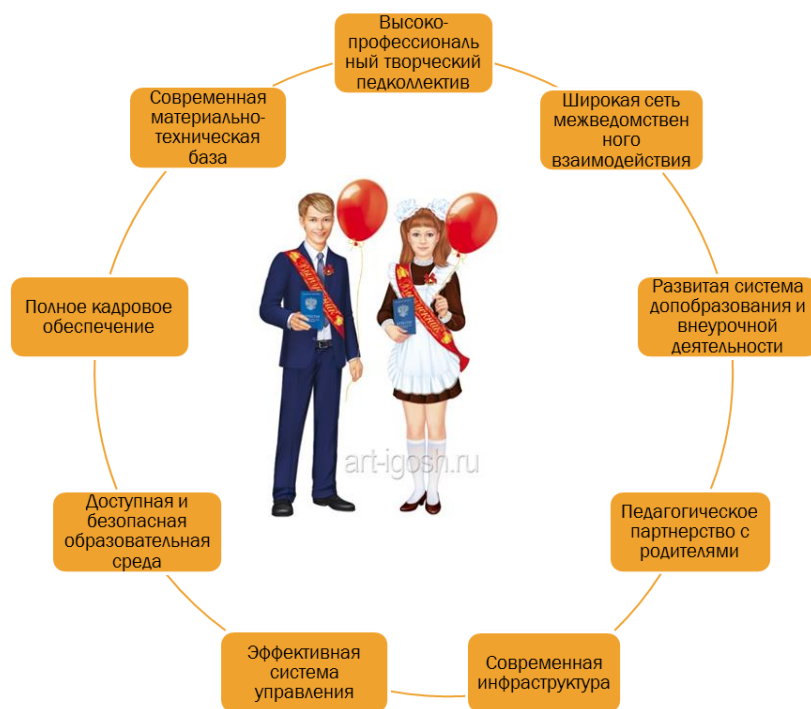 Высоко-
профессиональ
ный творческий
педколлектив
Широкая сеть
межведомствен
ного
взаимодействия
Развитая система
допобразования и
внеурочной
деятельности
Педагогическое
партнерство с
родителями
Современная
инфраструктура
Эффективная
система
управления
Доступная и
безопасная
образовательная
среда
Полное кадровое
обеспечение
Современная
материально-
техническая
база
art-igosh.ru